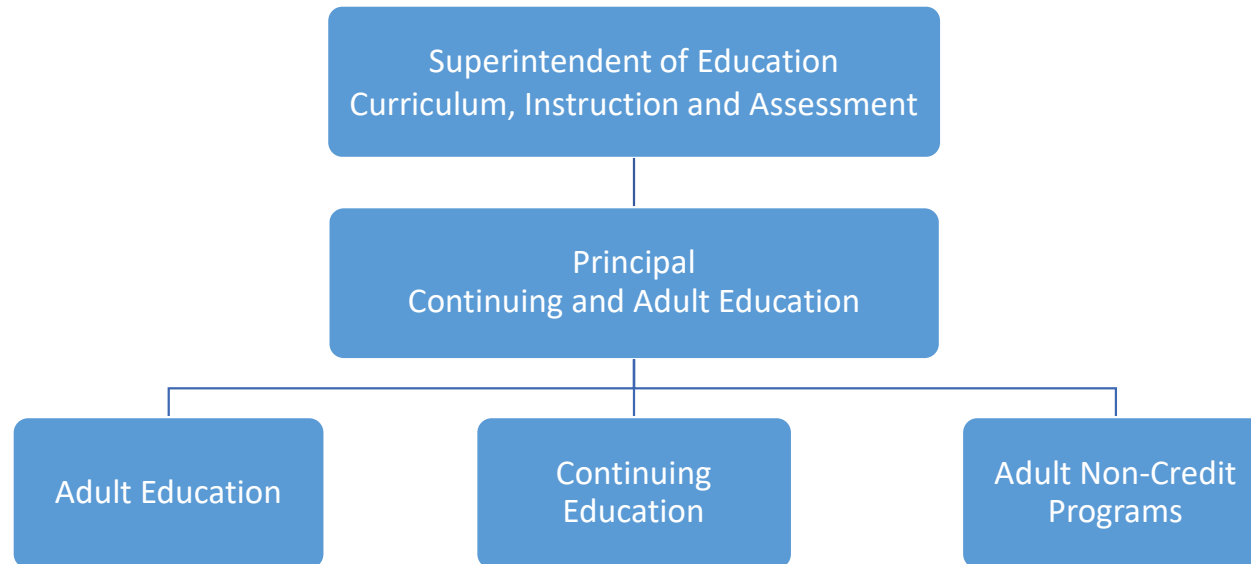 Superintendent of Education
Curriculum, Instruction and Assessment
Principal
Continuing and Adult Education
Adult Education
Continuing
Education
Adult Non-Credit
Programs